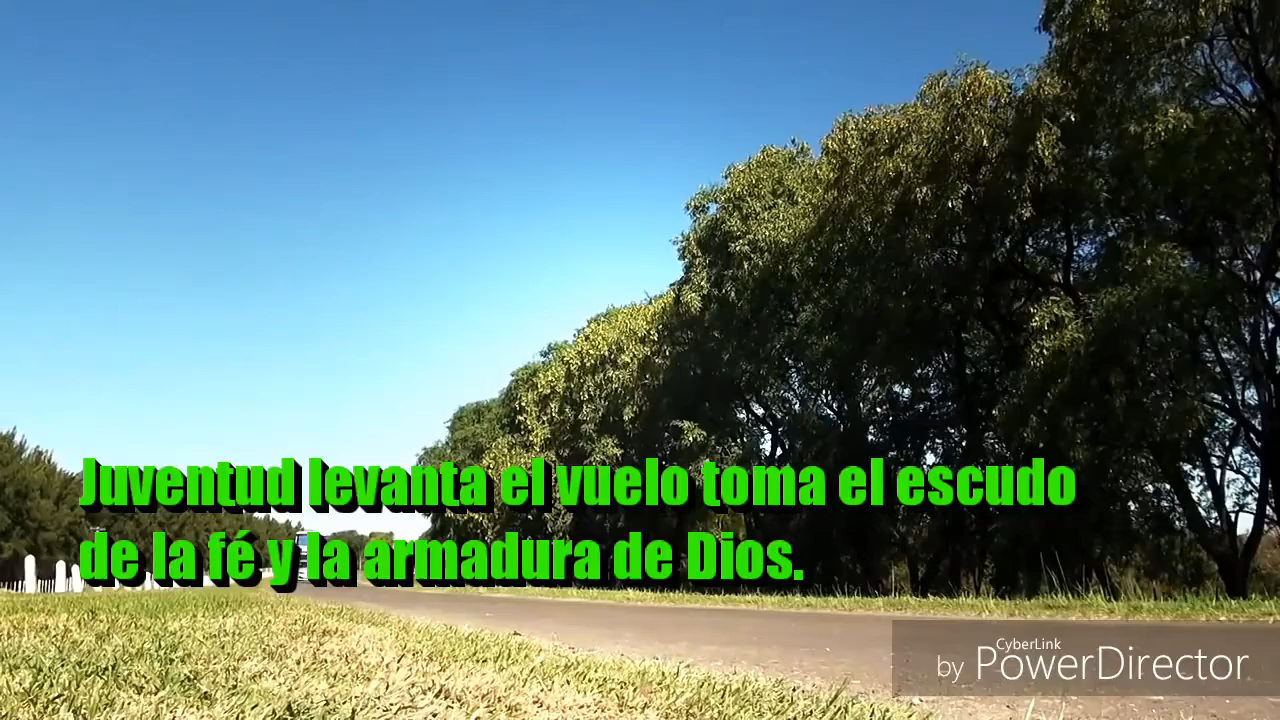 Juventud levanta el vuelo toma el escudo
de la fé y la armadura de Dios.
CyberLink
by PowerDirector